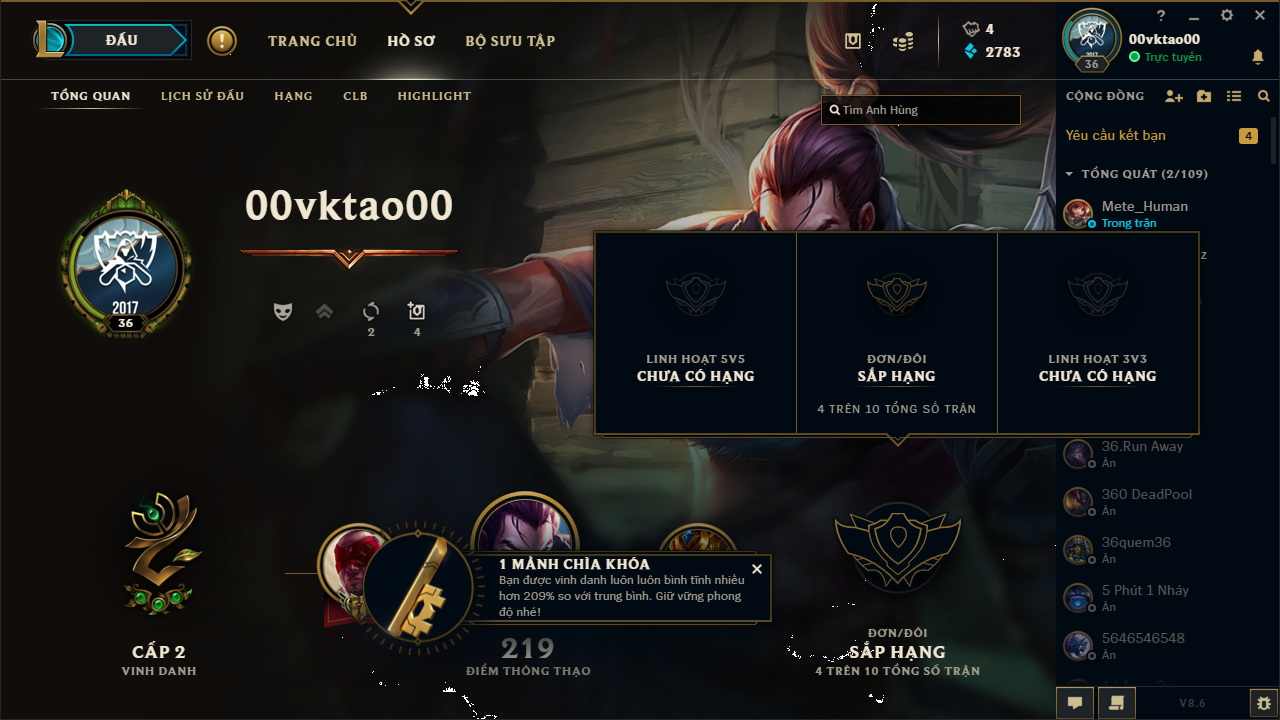 ĐẤU
TRANG CHỦ
HỒ SƠ
BỘ SƯU TẬP
4
2783
00vktao00
Trực tuyến
36
TỔNG QUAN
LỊCH SỬ ĐẤU
HẠNG
CLB
HIGHLIGHT
Tìm Anh Hùng
CỘNG ĐỒNG
Yêu cầu kết bạn
4
TỔNG QUÁT (2/109)
Mete_Human
Trong trận
z
00vktao00
2017
36
2
4
LINH HOẠT 5V5
CHƯA CÓ HẠNG
ĐƠN/ĐÔI
SẮP HẠNG
4 TRÊN 10 TỔNG SỐ TRẬN
LINH HOẠT 3V3
CHƯA CÓ HẠNG
36.Run Away
Ẩn
360 DeadPool
Ẩn
36quem36
Ẩn
5 Phút 1 Nháy
Ẩn
5646546548
Ẩn
1 MẢNH CHÌA KHÓA
Bạn được vinh danh luôn luôn bình tĩnh nhiều
hơn 209% so với trung bình. Giữ vững phong
độ nhé!
CẤP 2
VINH DANH
219
ĐIỂM THÔNG THẠO
ĐƠN/ĐÔI
SẮP HẠNG
4 TRÊN 10 TỔNG SỐ TRẬN
V8.6